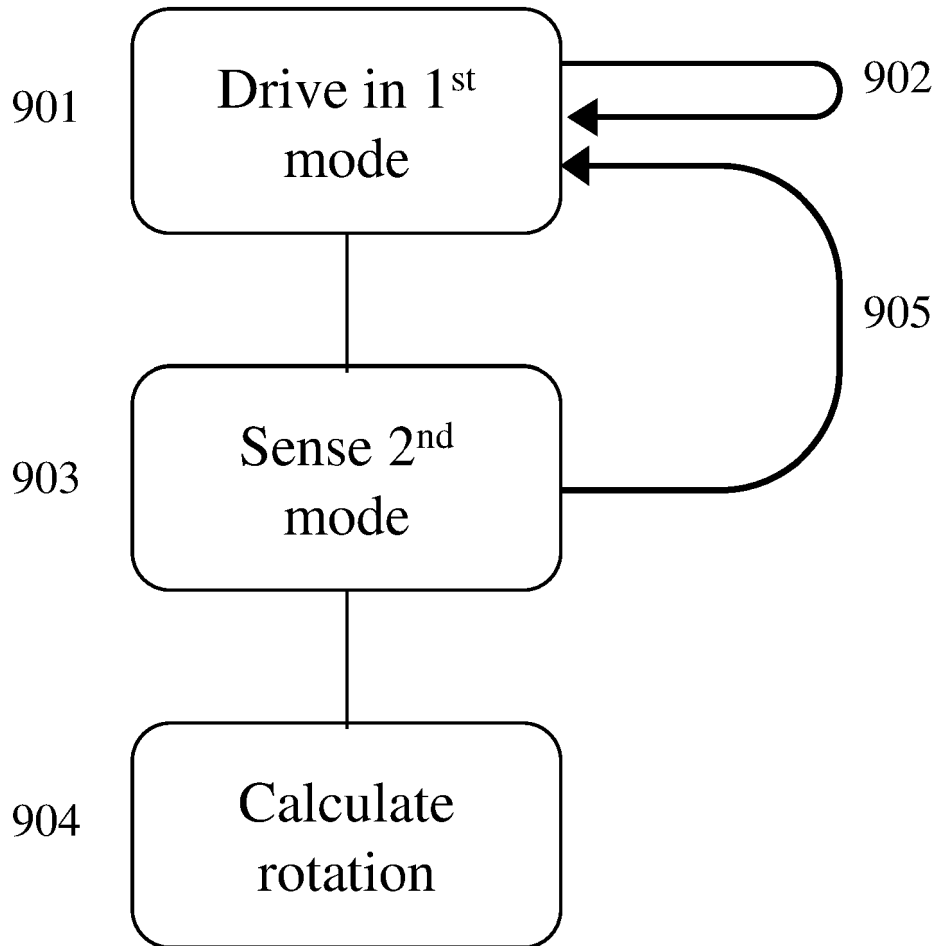 901
Drive in 1st
mode
902
905
903
Sense 2nd
mode
904
Calculate
rotation